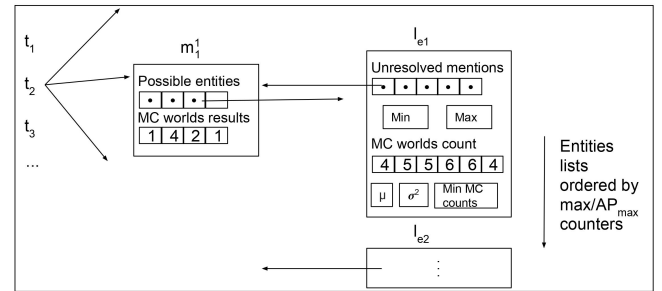 t1
t2
t3
...
m11
Possible entities
MC worlds results
1 4 2 1
le1
Unresolved mentions
Min Max
MC worlds count
4 5 5 6 6 4
μ σ2 Min MC
counts
le2
Entities
lists
ordered by
max/APmax
counters